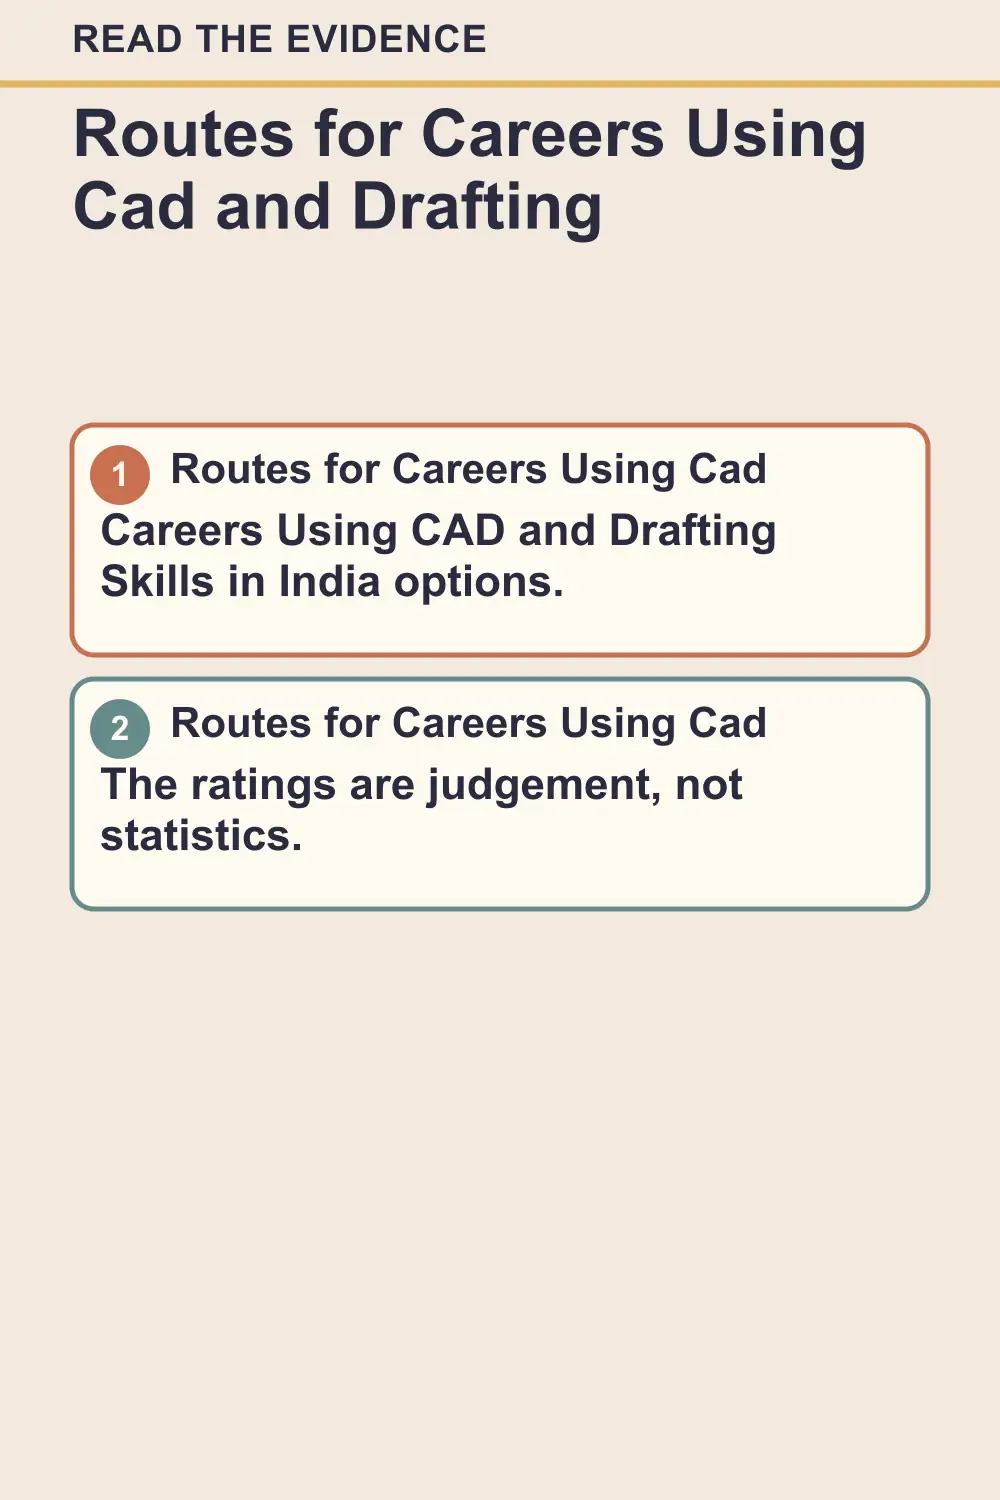 READ THE EVIDENCE
Routes for Careers Using
Cad and Drafting
1 Routes for Careers Using Cad
Careers Using CAD and Drafting
Skills in India options.
2 Routes for Careers Using Cad
The ratings are judgement, not
statistics.